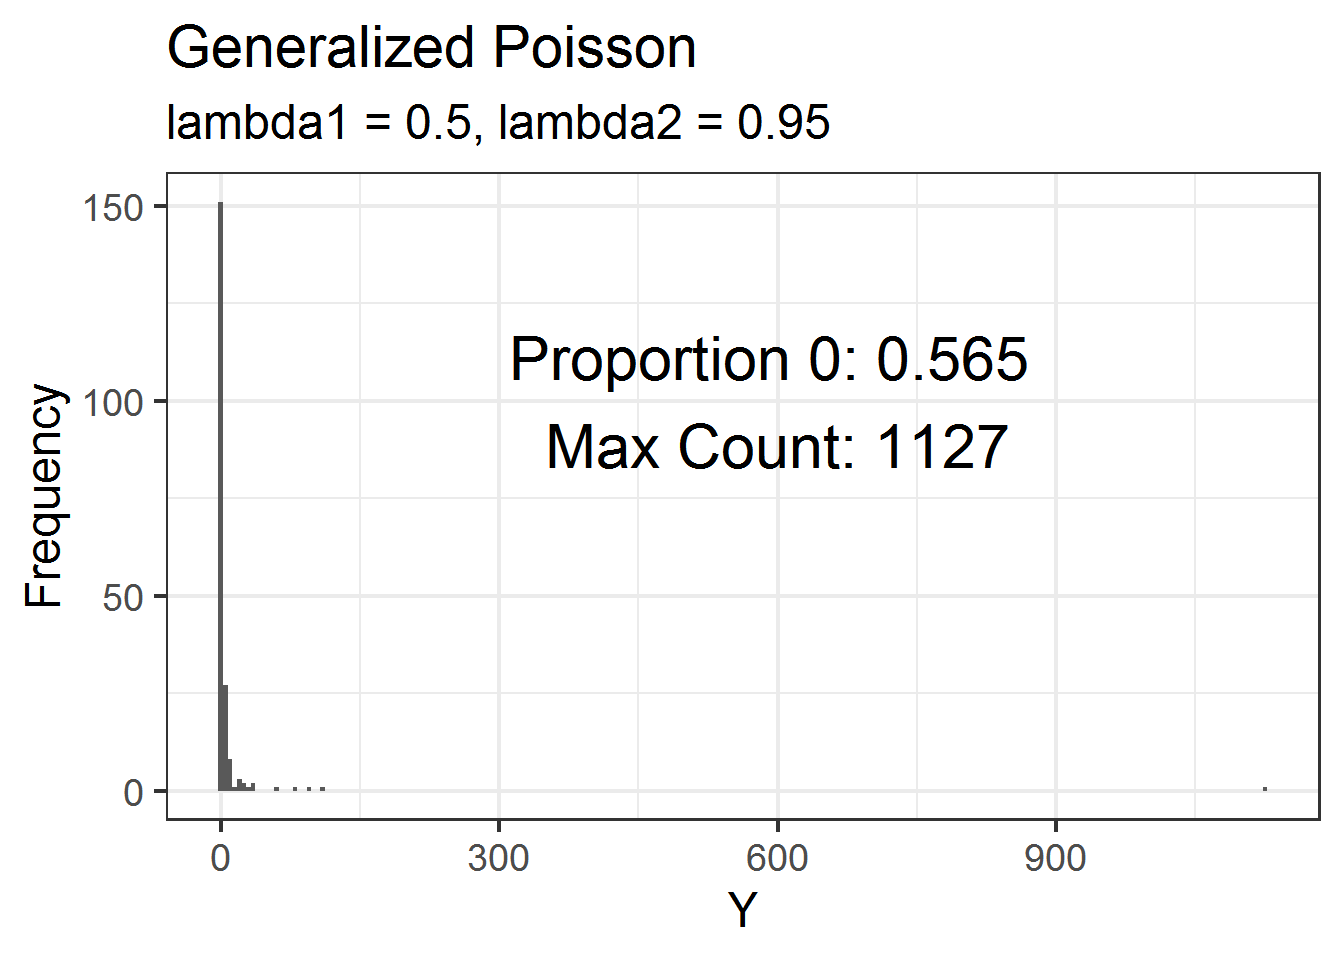 Generalized Poisson
lambda1 = 0.5, lambda2 = 0.95
150
100
50
0
Frequency
Proportion 0: 0.565
Max Count: 1127
0 300 600 900
Y